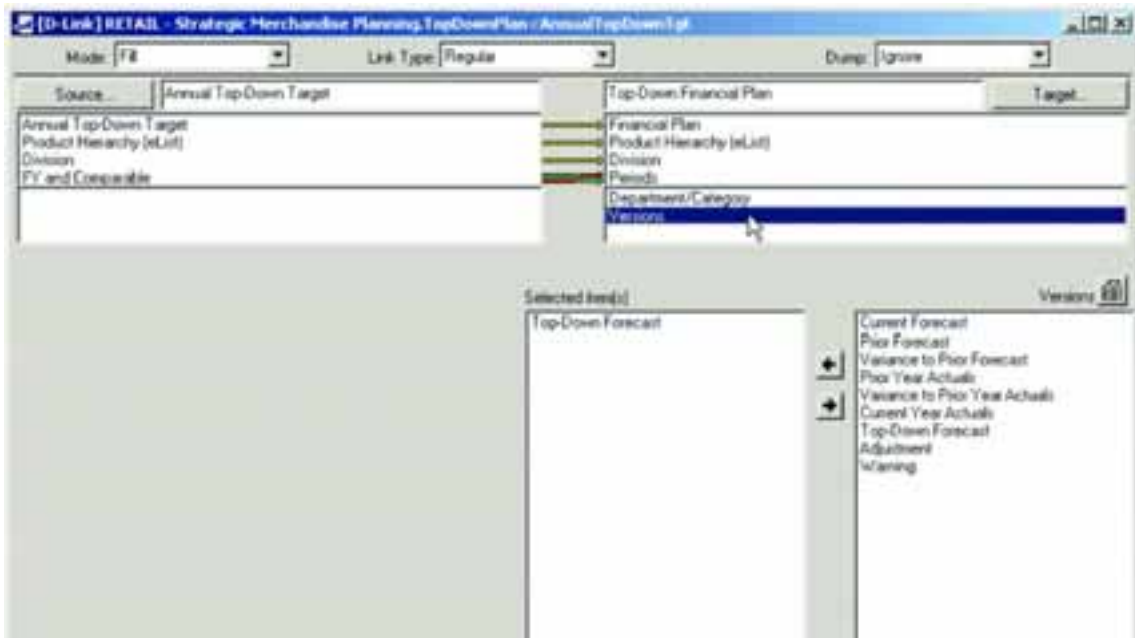 [D-Link] RETAIL - Strategic Merchandise Planning.TopDownPlan - AnnualTopDownTgt
Mode: Fill Link Type: Regular Dump: Ignore
Source... Annual Top-Down Target Top-Down Financial Plan Target...
Annual Top-Down Target Financial Plan
Product Hierarchy (eList) Product Hierarchy (eList)
Division Division
FY and Comparable Periods
Department/Category
Versions
Selected item(s) Versions
Top-Down Forecast Current Forecast
Prior Forecast
Variance to Prior Forecast
Prior Year Actuals
Variance to Prior Year Actuals
Current Year Actuals
Top-Down Forecast
Adjustment
Warning